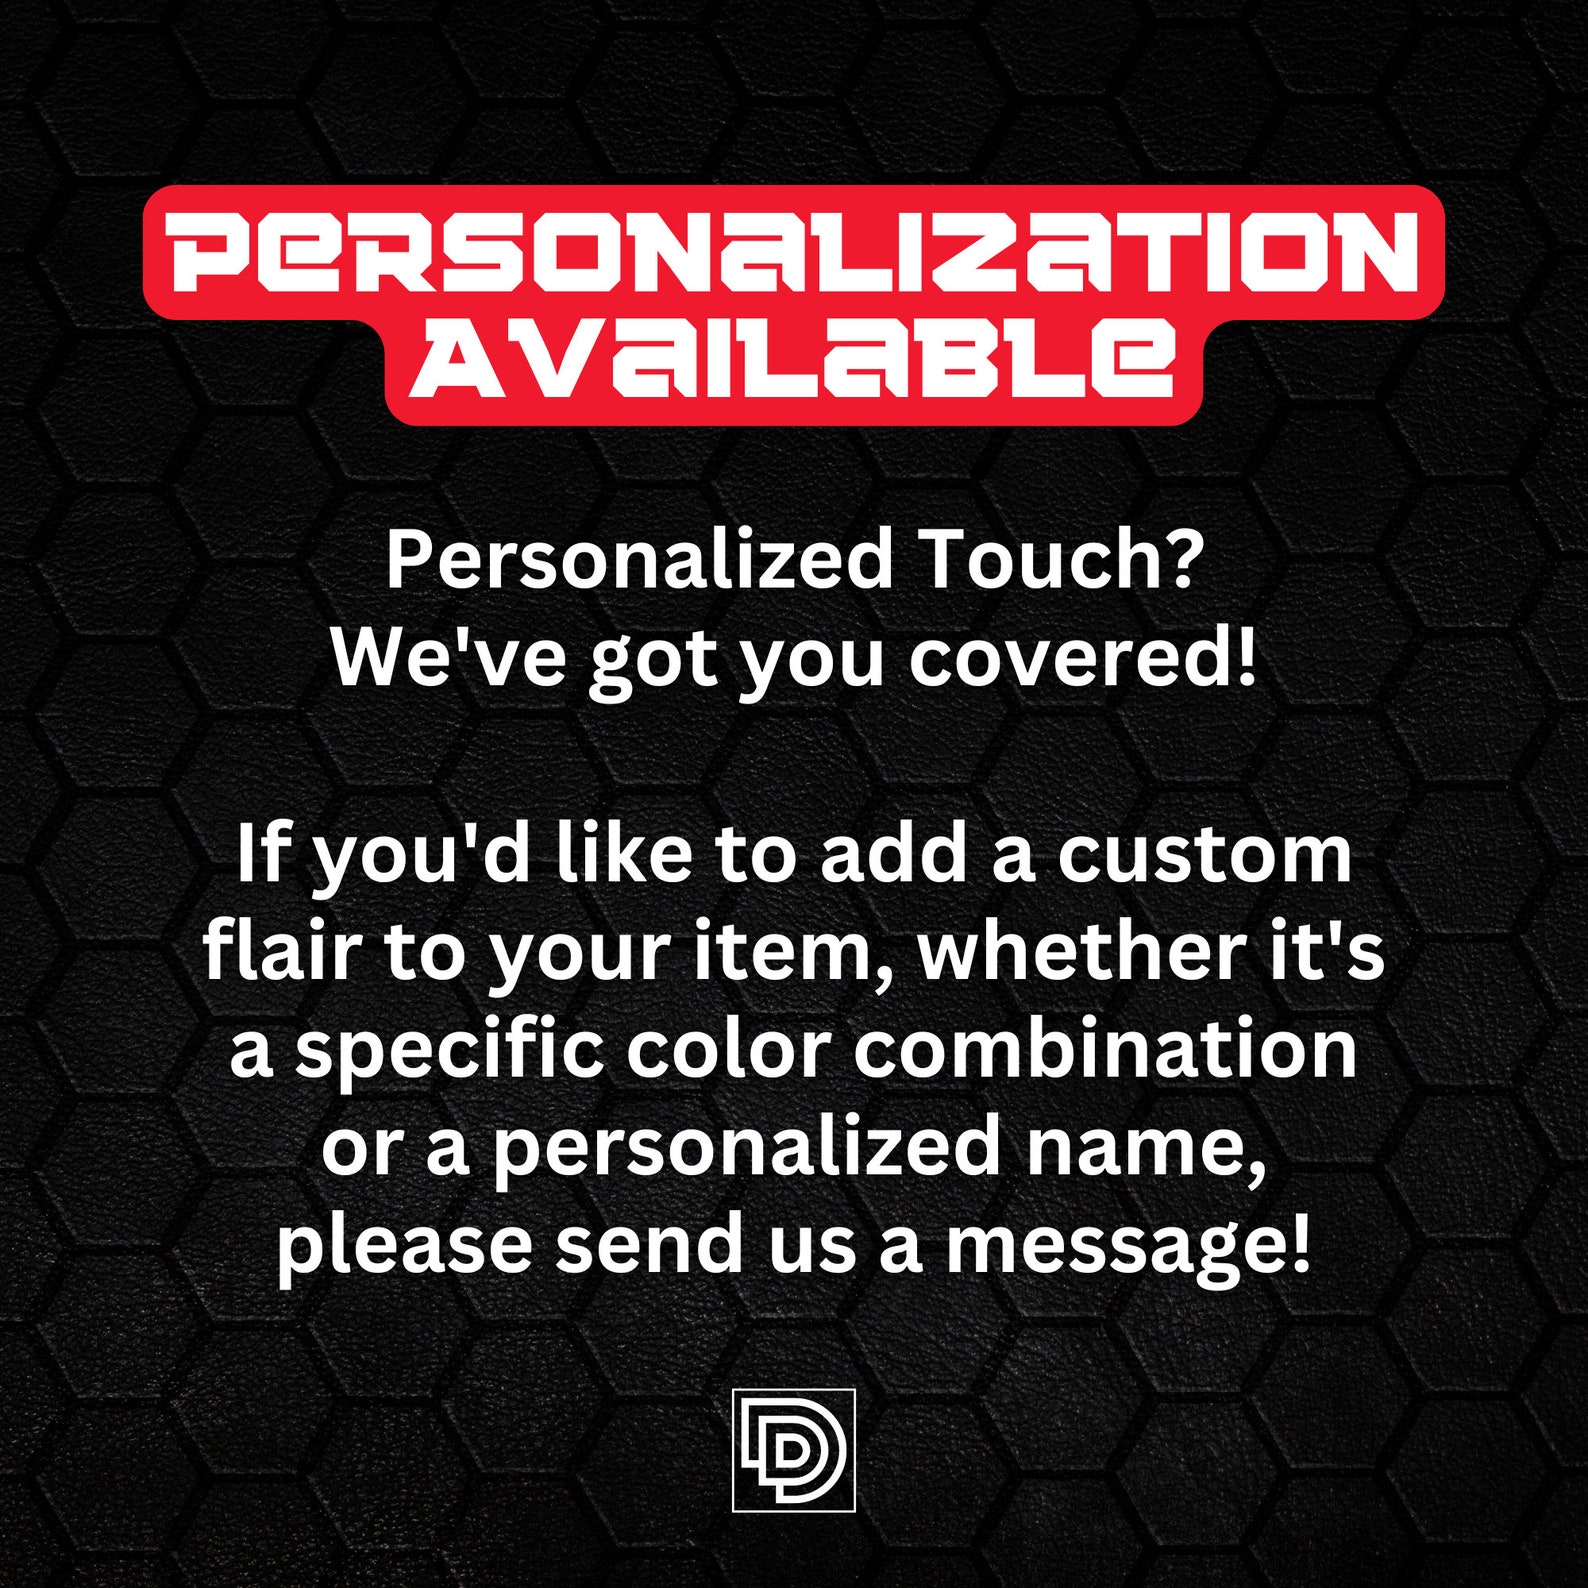 PERSONALIZATION
AVAILABLE
Personalized Touch?
We've got you covered!
If you'd like to add a custom
flair to your item, whether it's
a specific color combination
or a personalized name,
please send us a message!